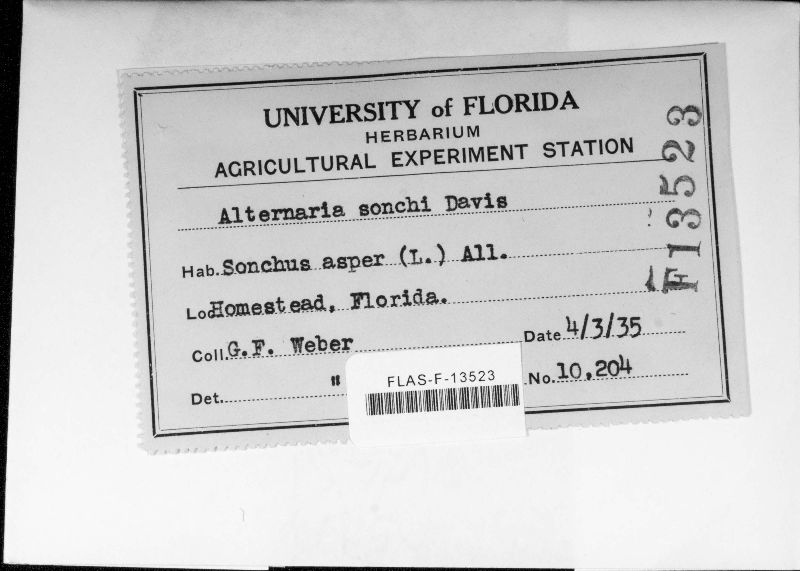 UNIVERSITY of FLORIDA
HERBARIUM
AGRICULTURAL EXPERIMENT STATION
Alternaria sonchi Davis
Hab. Sonchus asper (L.) All.
Loc Homestead, Florida.
Coll. G.F. Weber
Date 4/3/35
Det. "
No. 10,204
FLAS-F-13523
F13523